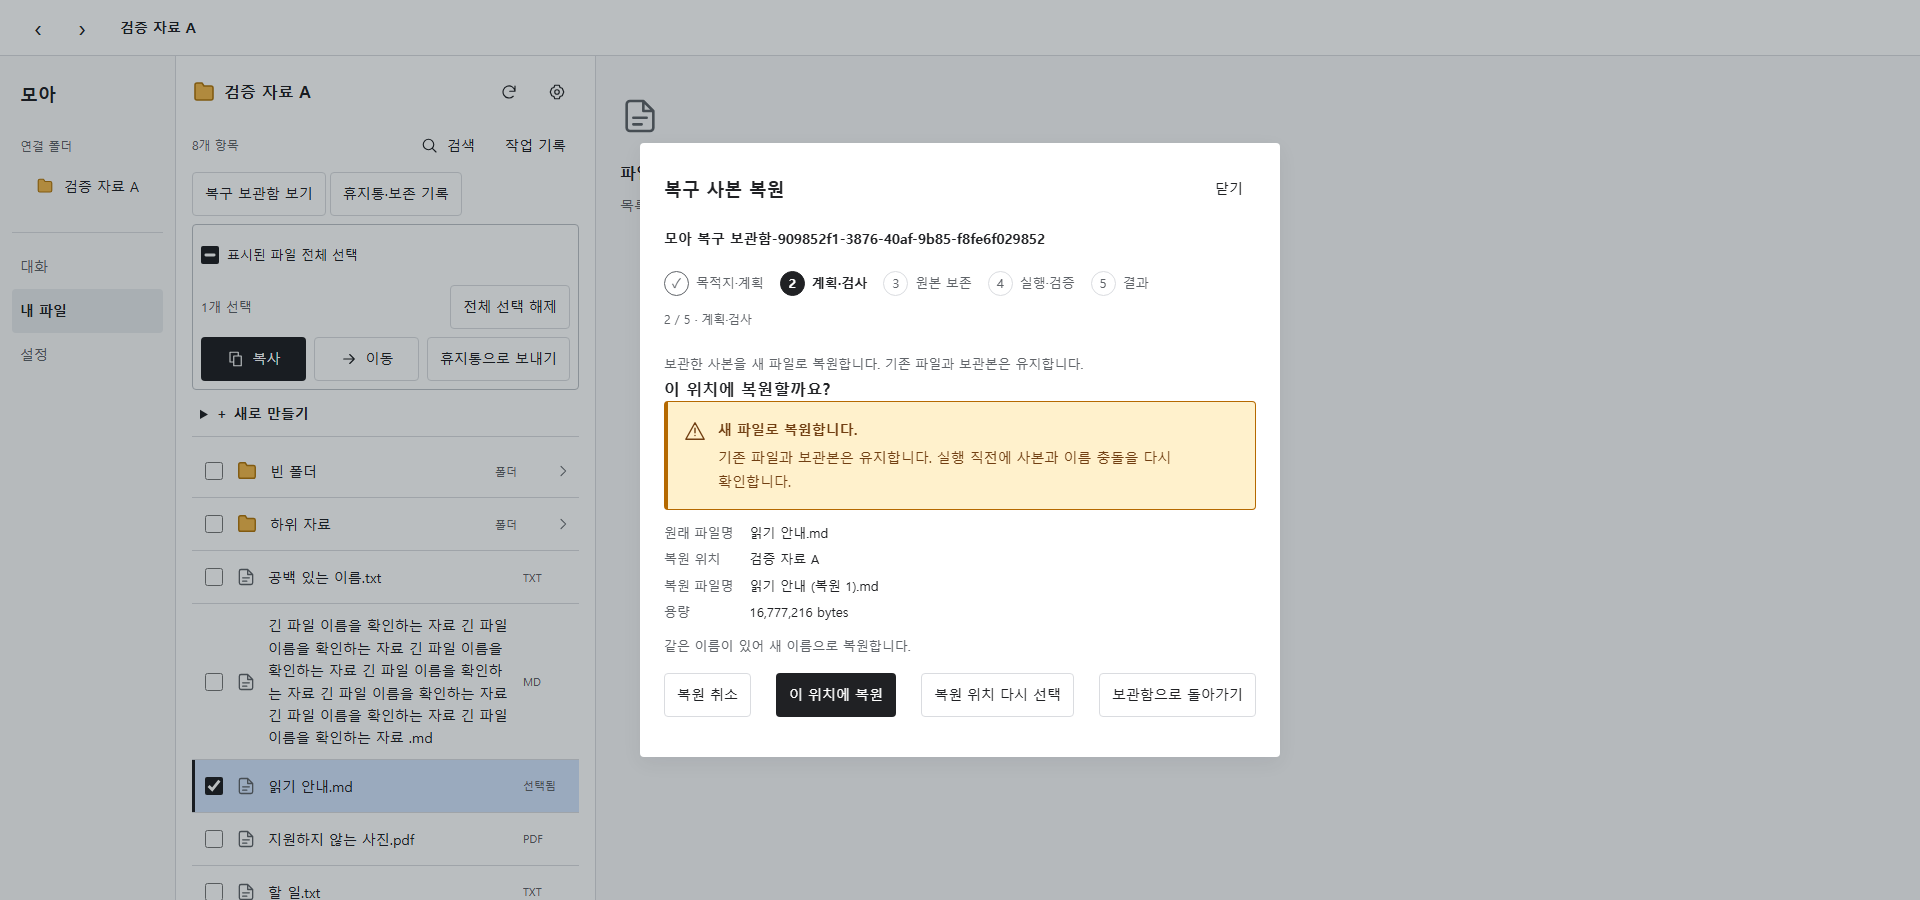 검증 자료 A
모아
연결 폴더
검증 자료 A
대화
내 파일
설정
검증 자료 A
8개 항목
검색
작업 기록
복구 보관함 보기
휴지통·보존 기록
표시된 파일 전체 선택
1개 선택
전체 선택 해제
복사
이동
휴지통으로 보내기
+ 새로 만들기
빈 폴더
폴더
하위 자료
폴더
공백 있는 이름.txt
TXT
긴 파일 이름을 확인하는 자료 긴 파일
이름을 확인하는 자료 긴 파일 이름을
확인하는 자료 긴 파일 이름을 확인하
는 자료 긴 파일 이름을 확인하는 자료
긴 파일 이름을 확인하는 자료 긴 파일
이름을 확인하는 자료 .md
MD
읽기 안내.md
선택됨
지원하지 않는 사진.pdf
PDF
할 일.txt
TXT
복구 사본 복원
닫기
모아 복구 보관함-909852f1-3876-40af-9b85-f8fe6f029852
목적지·계획
2 계획·검사
3 원본 보존
4 실행·검증
5 결과
2 / 5 · 계획·검사
보관한 사본을 새 파일로 복원합니다. 기존 파일과 보관본은 유지합니다.
이 위치에 복원할까요?
새 파일로 복원합니다.
기존 파일과 보관본은 유지합니다. 실행 직전에 사본과 이름 충돌을 다시
확인합니다.
원래 파일명 읽기 안내.md
복원 위치 검증 자료 A
복원 파일명 읽기 안내 (복원 1).md
용량 16,777,216 bytes
같은 이름이 있어 새 이름으로 복원합니다.
복원 취소
이 위치에 복원
복원 위치 다시 선택
보관함으로 돌아가기